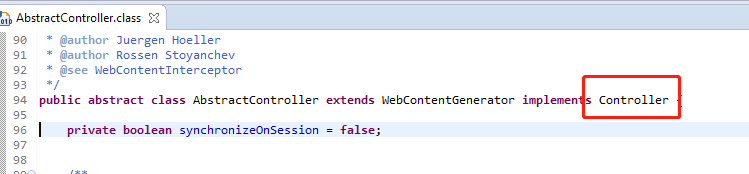 AbstractController.class
90 * @author Juergen Hoeller
91 * @author Rossen Stoyanchev
92 * @see WebContentInterceptor
93 */
94 public abstract class AbstractController extends WebContentGenerator implements Controller {
95
96 private boolean synchronizeOnSession = false;
97
98
/**